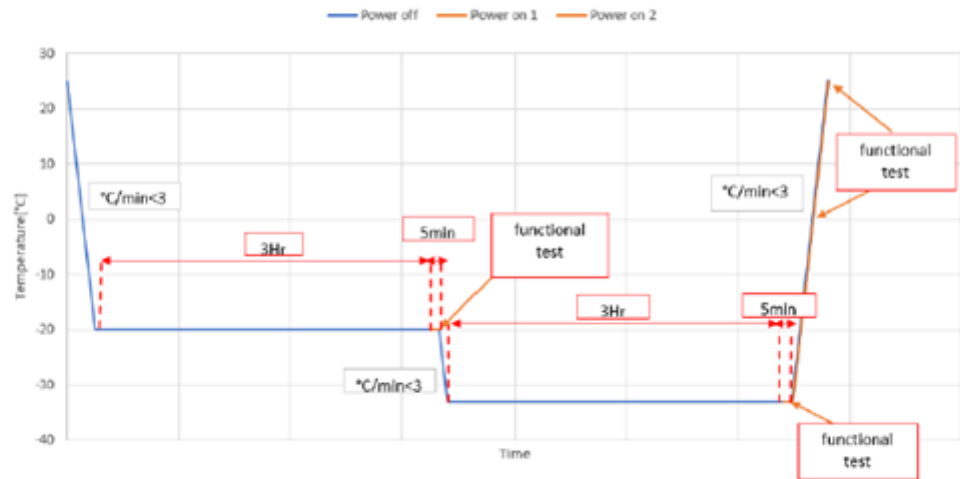 Power off Power on 1 Power on 2
30
20
10
0
-10
-20
-30
-40
Temperature[°C]
Time
°C/min<3
3Hr
5min
functional
test
°C/min<3
3Hr
5min
°C/min<3
functional
test
functional
test